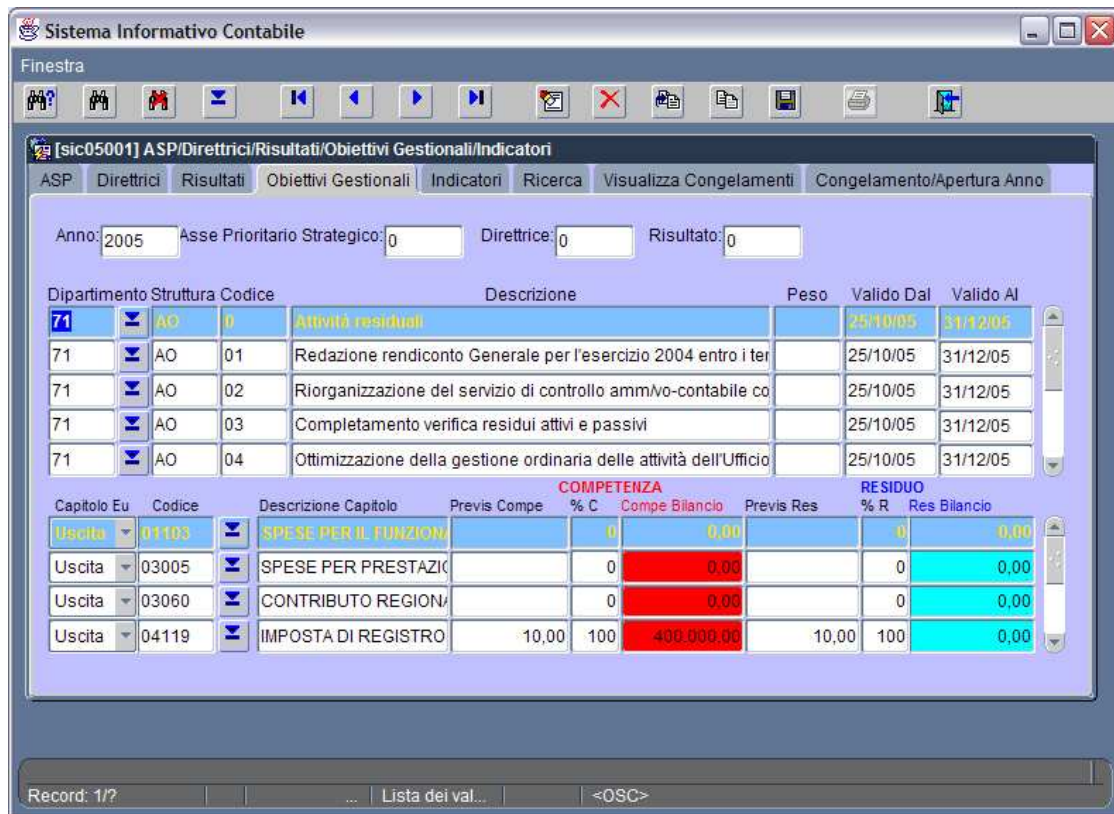 Sistema Informativo Contabile
Finestra
[sic05001] ASP/Direttrici/Risultati/Obiettivi Gestionali/Indicatori
ASP Direttrici Risultati Obiettivi Gestionali Indicatori Ricerca Visualizza Congelamenti Congelamento/Apertura Anno
Anno: 2005 Asse Prioritario Strategico: 0 Direttrice: 0 Risultato: 0
Dipartimento Struttura Codice Descrizione Peso Valido Dal Valido Al
71 AO 0 Attività residuali 25/10/05 31/12/05
71 AO 01 Redazione rendiconto Generale per l'esercizio 2004 entro i ter 25/10/05 31/12/05
71 AO 02 Riorganizzazione del servizio di controllo amm/vo-contabile co 25/10/05 31/12/05
71 AO 03 Completamento verifica residui attivi e passivi 25/10/05 31/12/05
71 AO 04 Ottimizzazione della gestione ordinaria delle attività dell'Ufficio 25/10/05 31/12/05
COMPETENZA RESIDUO
Capitolo Eu Codice Descrizione Capitolo Previs Compe % C Compe Bilancio Previs Res % R Res Bilancio
Uscita 01103 SPESE PER IL FUNZIONA 0 0,00 0 0,00
Uscita 03005 SPESE PER PRESTAZIO 0 0,00 0 0,00
Uscita 03060 CONTRIBUTO REGIONA 0 0,00 0 0,00
Uscita 04119 IMPOSTA DI REGISTRO 10,00 100 400.000,00 10,00 100 0,00
Record: 1/? ... Lista dei val... <OSC>